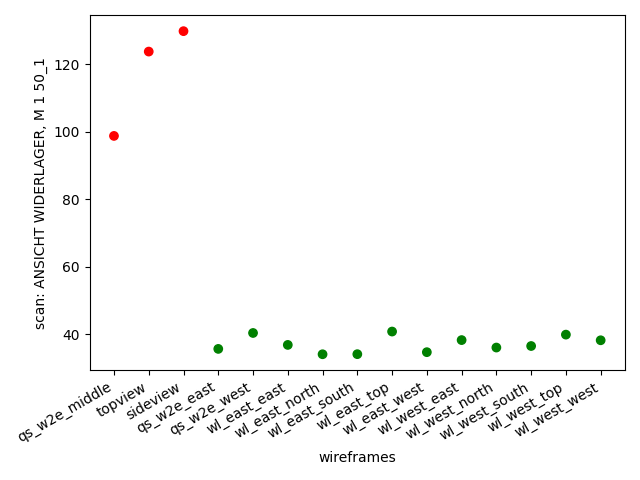 scan: ANSICHT WIDERLAGER, M 1 50_1
120
100
80
60
40
qs_w2e_middle
topview
sideview
qs_w2e_east
qs_w2e_west
wl_east_east
wl_east_north
wl_east_south
wl_east_top
wl_east_west
wl_west_east
wl_west_north
wl_west_south
wl_west_top
wl_west_west
wireframes